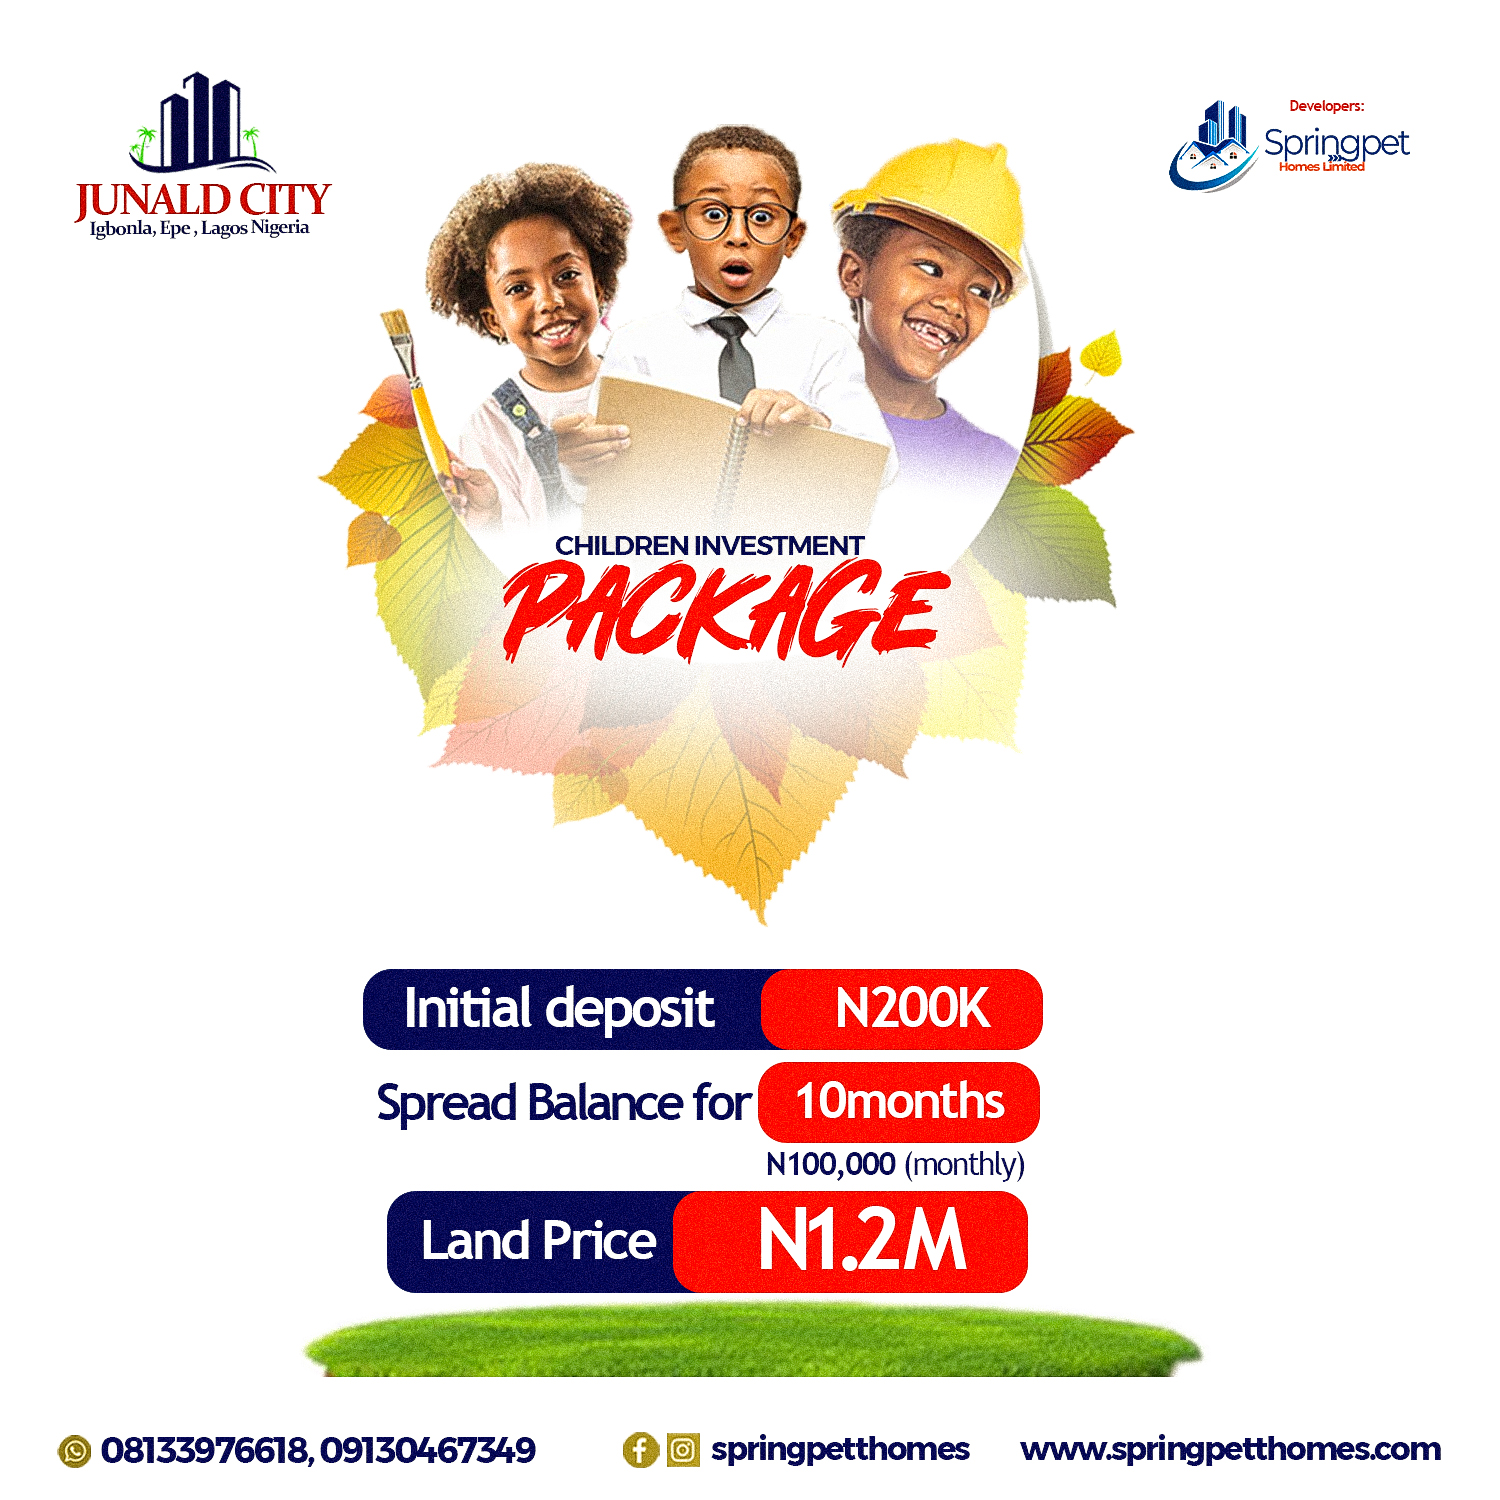 JUNALD CITY
Igbonla, Epe , Lagos Nigeria
Developers:
Springpet
Homes Limited
CHILDREN INVESTMENT
PACKAGE
Initial deposit N200K
Spread Balance for 10months
N100,000 (monthly)
Land Price N1.2M
08133976618, 09130467349
springpetthomes
www.springpetthomes.com